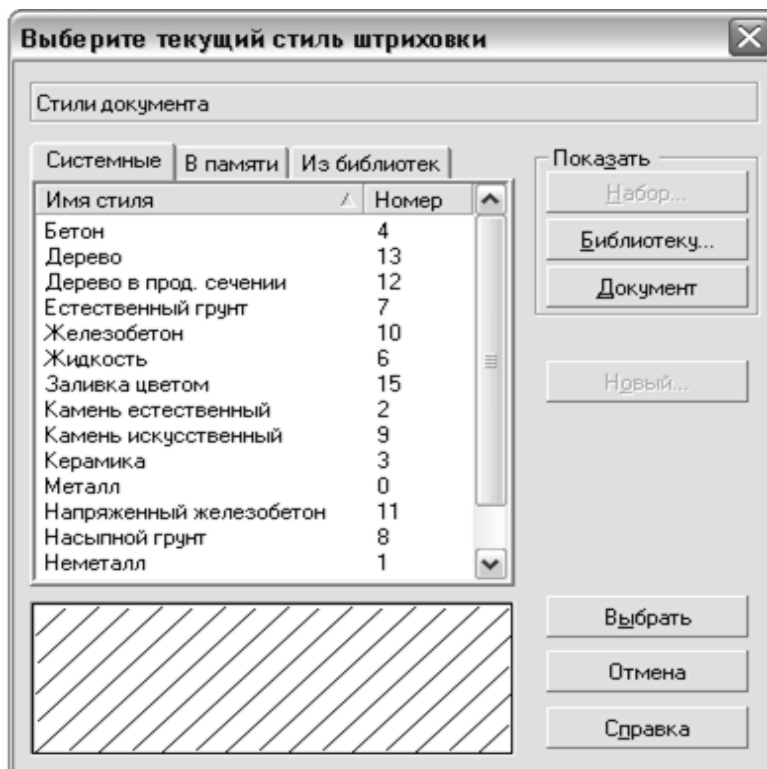 Выберите текущий стиль штриховки
Стили документа
Системные В памяти Из библиотек
Имя стиля Номер
Бетон 4
Дерево 13
Дерево в прод. сечении 12
Естественный грунт 7
Железобетон 10
Жидкость 6
Заливка цветом 15
Камень естественный 2
Камень искусственный 9
Керамика 3
Металл 0
Напряженный железобетон 11
Насыпной грунт 8
Неметалл 1
Показать
Набор...
Библиотеку...
Документ
Новый...
Выбрать
Отмена
Справка